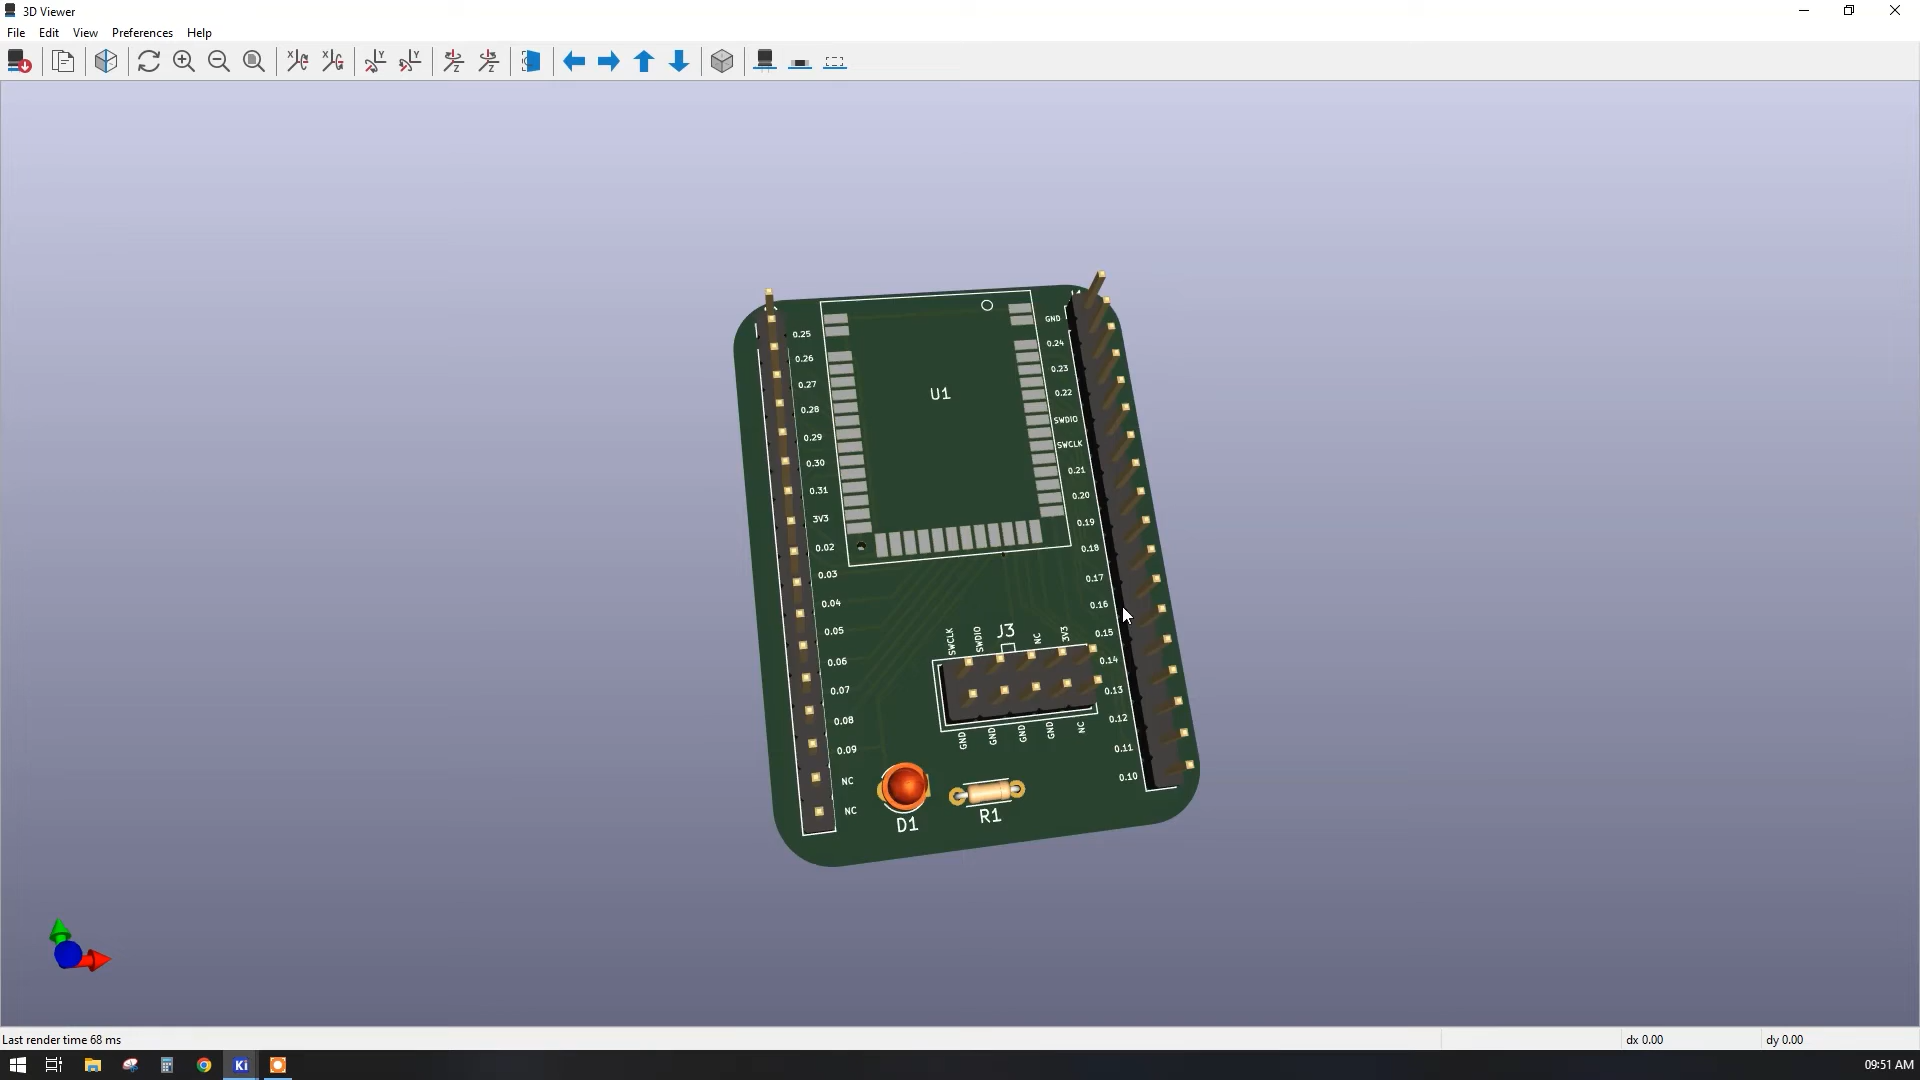 3D Viewer
File Edit View Preferences Help
0.25
0.26
0.27
0.28
0.29
0.30
0.31
3V3
0.02
0.03
0.04
0.05
0.06
0.07
0.08
0.09
NC
NC
U1
GND
0.24
0.23
0.22
SWDIO
SWCLK
0.21
0.20
0.19
0.18
0.17
0.16
0.15
0.14
0.13
0.12
0.11
0.10
SWCLK SWDIO J3 NC 3V3
GND GND GND GND NC
D1 R1
Last render time 68 ms dx 0.00 dy 0.00
Ki 09:51 AM